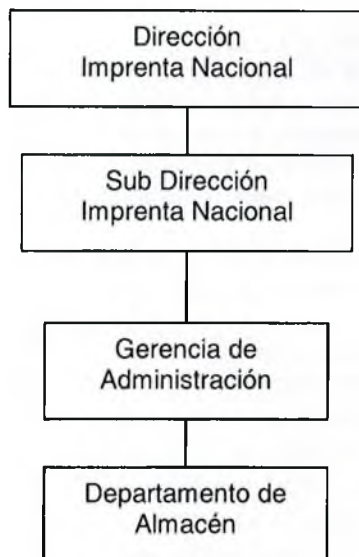 Dirección
Imprenta Nacional
Sub Dirección
Imprenta Nacional
Gerencia de
Administración
Departamento de
Almacén